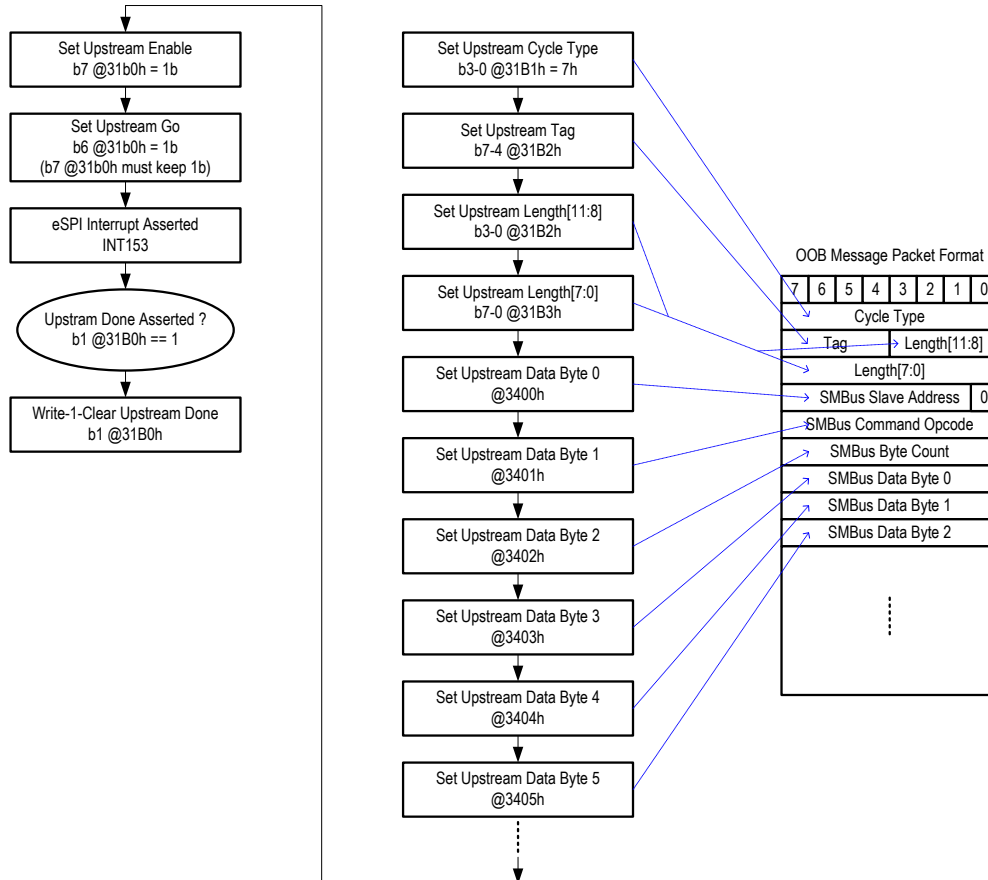 Set Upstream Enable
b7 @31b0h = 1b
Set Upstream Go
b6 @31b0h = 1b
(b7 @31b0h must keep 1b)
eSPI Interrupt Asserted
INT153
Upstram Done Asserted ?
b1 @31B0h == 1
Write-1-Clear Upstream Done
b1 @31B0h
Set Upstream Cycle Type
b3-0 @31B1h = 7h
Set Upstream Tag
b7-4 @31B2h
Set Upstream Length[11:8]
b3-0 @31B2h
Set Upstream Length[7:0]
b7-0 @31B3h
Set Upstream Data Byte 0
@3400h
Set Upstream Data Byte 1
@3401h
Set Upstream Data Byte 2
@3402h
Set Upstream Data Byte 3
@3403h
Set Upstream Data Byte 4
@3404h
Set Upstream Data Byte 5
@3405h
OOB Message Packet Format
7 6 5 4 3 2 1 0
Cycle Type
Tag Length[11:8]
Length[7:0]
SMBus Slave Address 0
SMBus Command Opcode
SMBus Byte Count
SMBus Data Byte 0
SMBus Data Byte 1
SMBus Data Byte 2